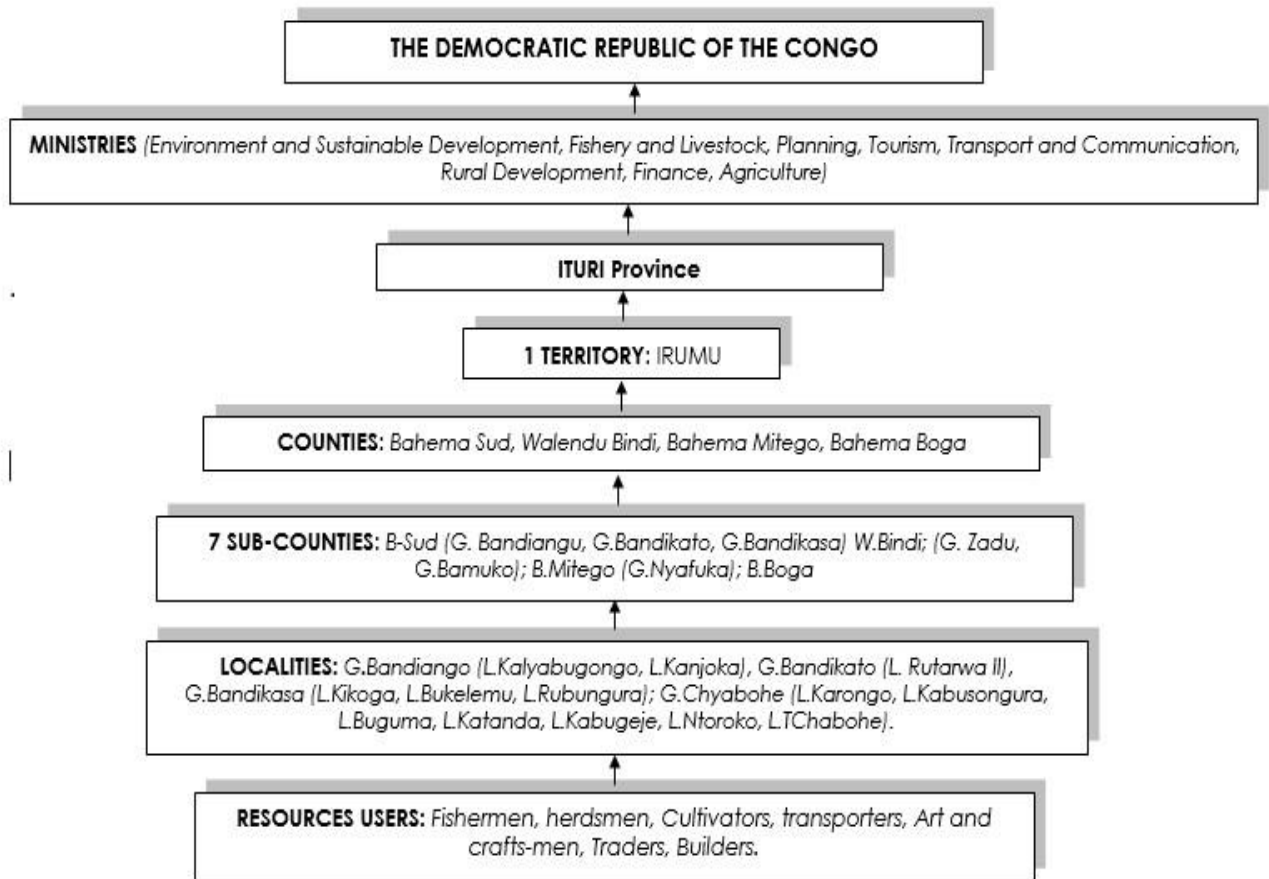 THE DEMOCRATIC REPUBLIC OF THE CONGO
MINISTRIES (Environment and Sustainable Development, Fishery and Livestock, Planning, Tourism, Transport and Communication,
Rural Development, Finance, Agriculture)
ITURI Province
1 TERRITORY: IRUMU
COUNTIES: Bahema Sud, Walendu Bindi, Bahema Mitego, Bahema Boga
7 SUB-COUNTIES: B-Sud (G. Bandiangu, G.Bandikato, G.Bandikasa) W.Bindi; (G. Zadu,
G.Bamuko); B.Mitego (G.Nyafuka); B.Boga
LOCALITIES: G.Bandiango (L.Kalyabugongo, L.Kanjoka), G.Bandikato (L. Rutarwa II),
G.Bandikasa (L.Kikoga, L.Bukelemu, L.Rubungura); G.Chyabohe (L.Karongo, L.Kabusongura,
L.Buguma, L.Katanda, L.Kabugeje, L.Ntoroko, L.TChabohe).
RESOURCES USERS: Fishermen, herdsmen, Cultivators, transporters, Art and
crafts-men, Traders, Builders.